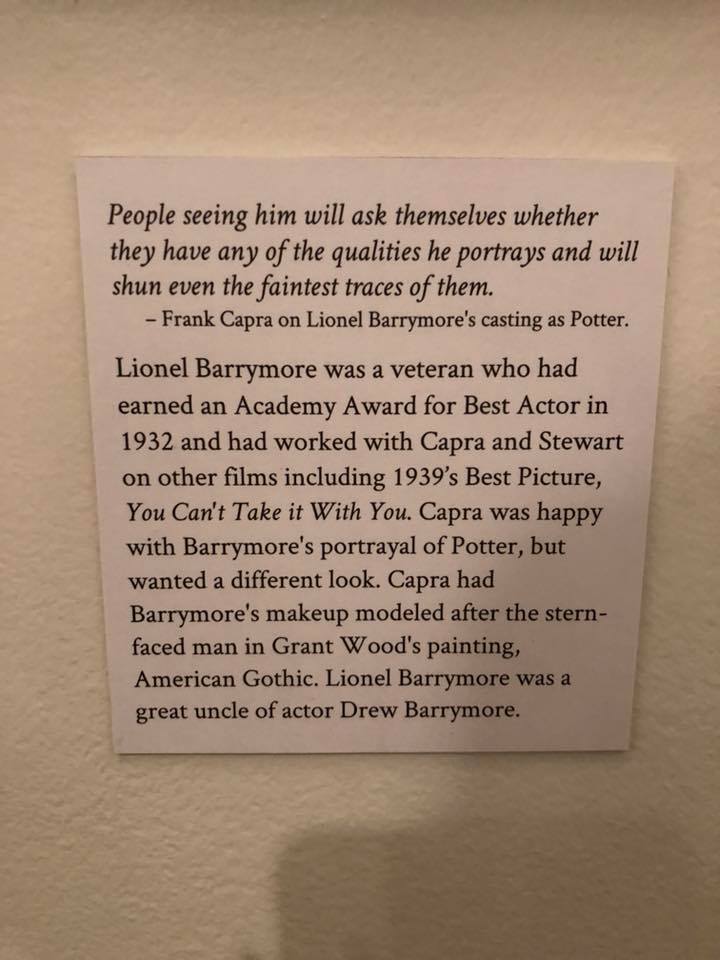 People seeing him will ask themselves whether
they have any of the qualities he portrays and will
shun even the faintest traces of them.
– Frank Capra on Lionel Barrymore's casting as Potter.
Lionel Barrymore was a veteran who had
earned an Academy Award for Best Actor in
1932 and had worked with Capra and Stewart
on other films including 1939’s Best Picture,
You Can't Take it With You. Capra was happy
with Barrymore's portrayal of Potter, but
wanted a different look. Capra had
Barrymore's makeup modeled after the stern-
faced man in Grant Wood's painting,
American Gothic. Lionel Barrymore was a
great uncle of actor Drew Barrymore.